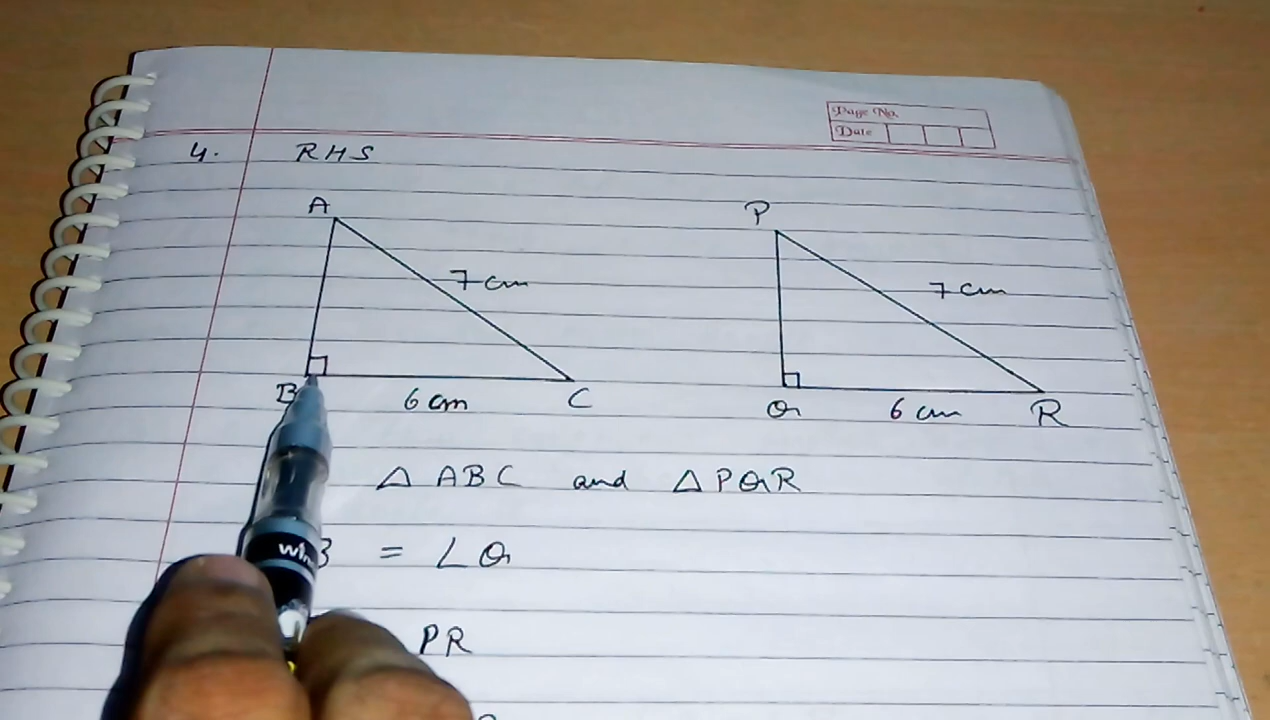 Page No.
Date
4. RHS
A
P
7 cm
7 cm
B 6 cm C
Q 6 cm R
△ ABC and △PQR
= ∠Q
PR